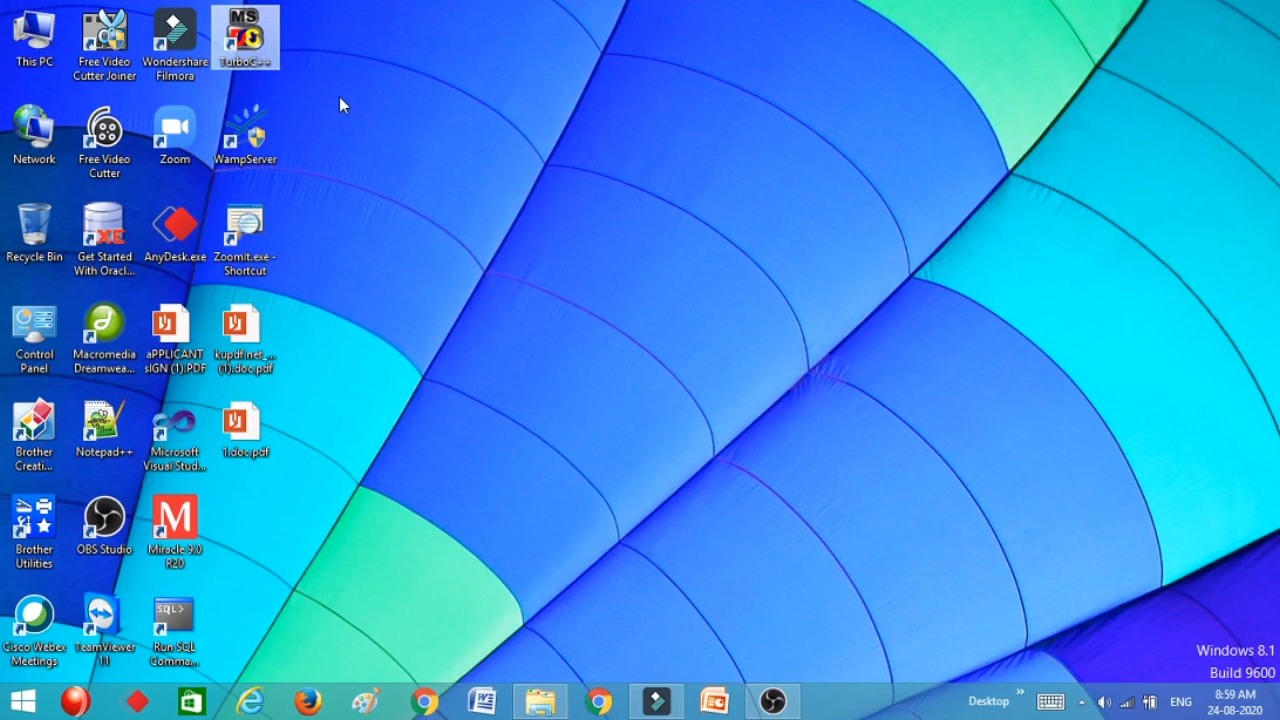 This PC
Free Video
Cutter Joiner
Wondershare
Filmora
MS
TurboC++
Network
Free Video
Cutter
Zoom
WampServer
Recycle Bin
XE
Get Started
With Oracl...
AnyDesk.exe
ZoomIt.exe -
Shortcut
Control
Panel
Macromedia
Dreamwea...
aPPLICANT
sIGN (1).PDF
kupdf.net_...
(1).doc.pdf
Brother
Creati...
Notepad++
Microsoft
Visual Stud...
1.doc.pdf
Brother
Utilities
OBS Studio
M
Miracle 9.0
R20
Cisco Webex
Meetings
TeamViewer
11
SQL>
Run SQL
Comma...
Windows 8.1
Build 9600
Desktop
»
ENG
8:59 AM
24-08-2020